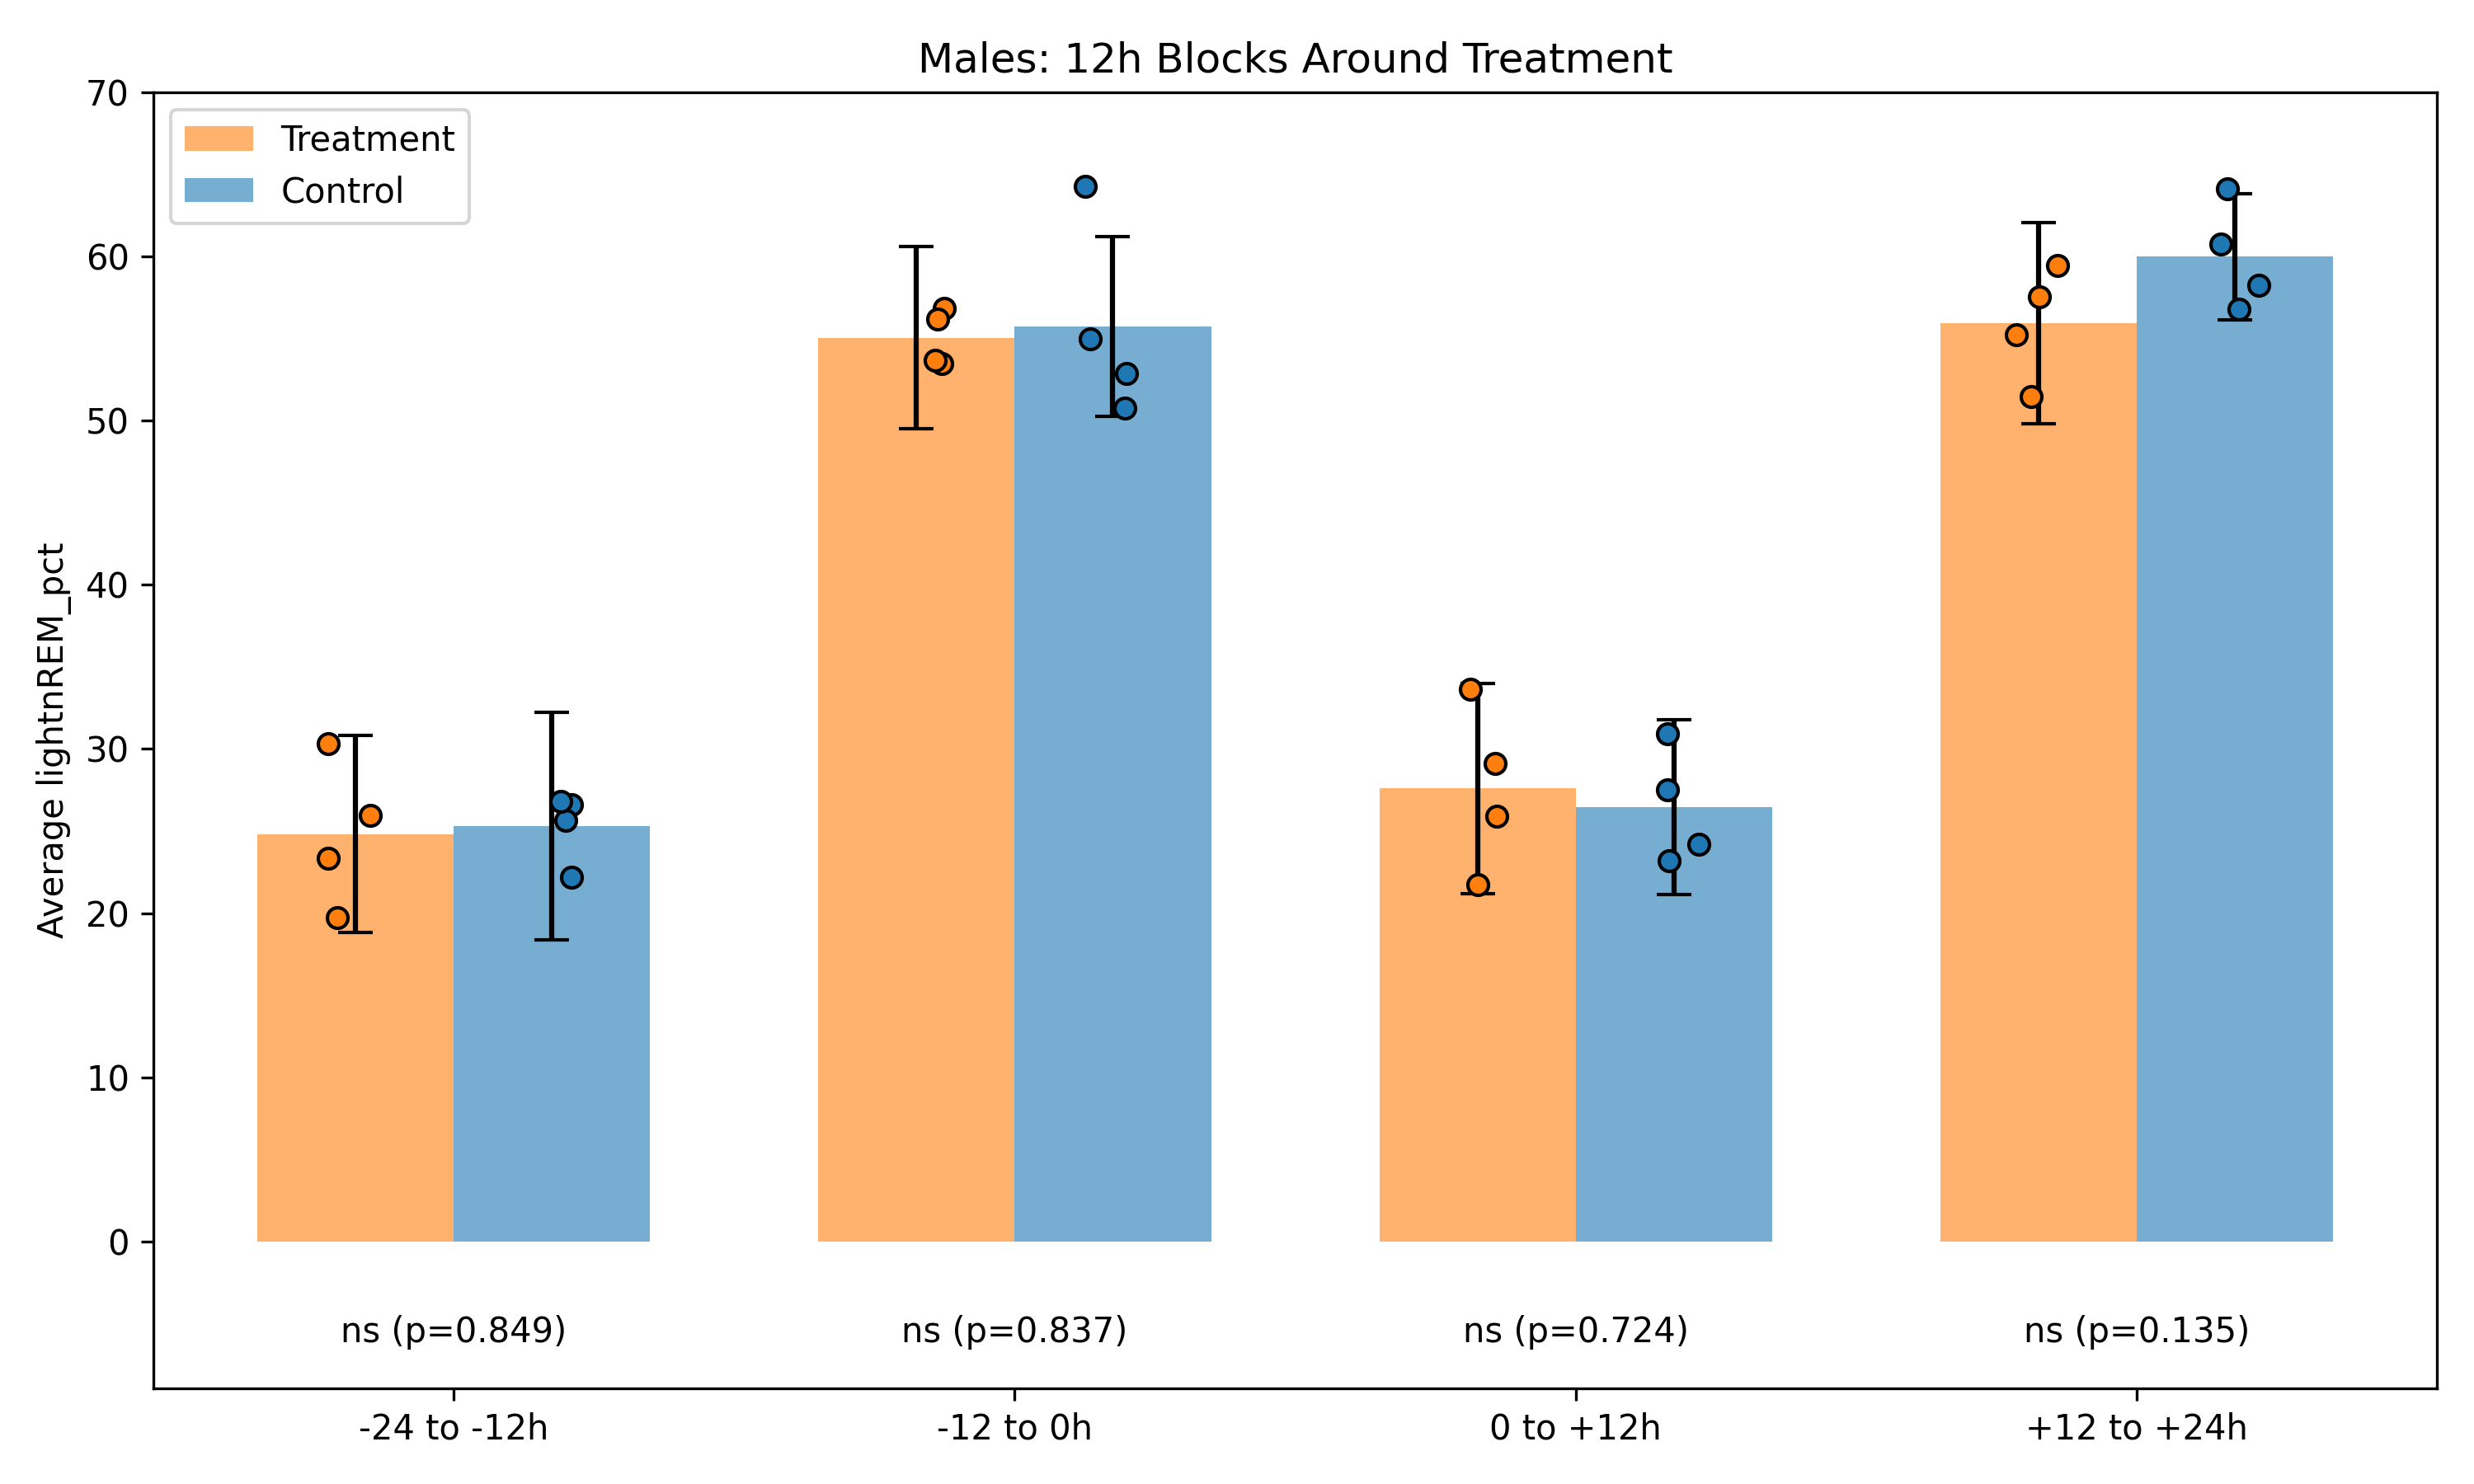 Males: 12h Blocks Around Treatment
Treatment
Control
Average lightnREM_pct
70
60
50
40
30
20
10
0
ns (p=0.849)
ns (p=0.837)
ns (p=0.724)
ns (p=0.135)
-24 to -12h
-12 to 0h
0 to +12h
+12 to +24h